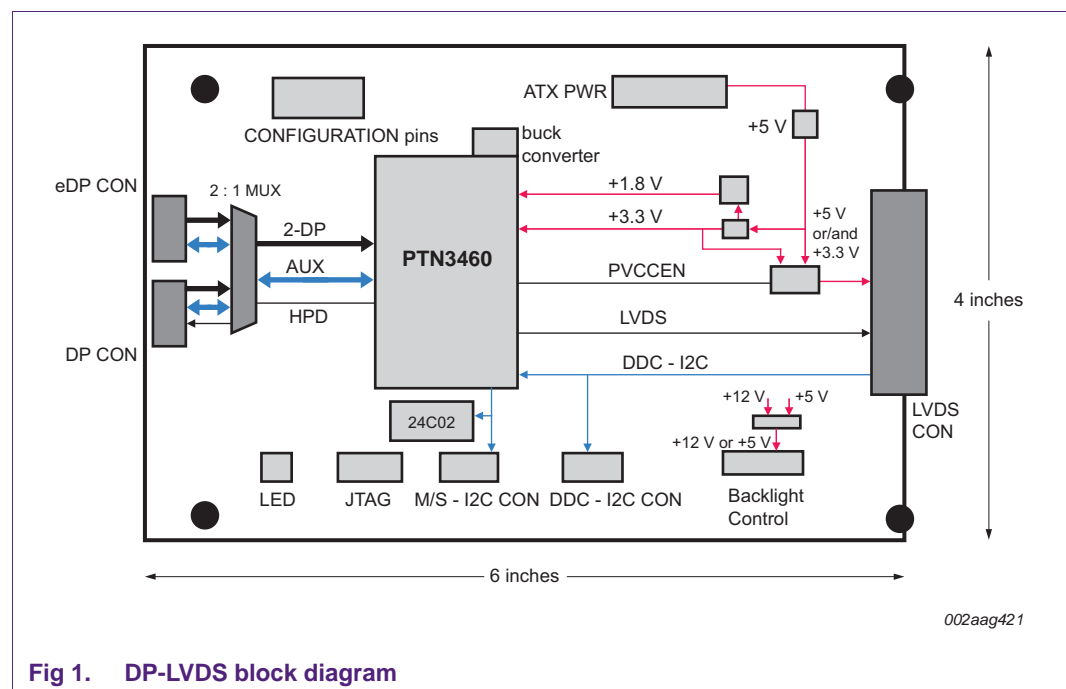 ATX PWR
+5 V
CONFIGURATION pins
buck
converter
eDP CON
2 : 1 MUX
+1.8 V
2-DP
+3.3 V
+5 V
or/and
+3.3 V
PTN3460
AUX
PVCCEN
4 inches
HPD
LVDS
DP CON
DDC - I2C
+12 V
+5 V
LVDS
CON
24C02
+12 V or +5 V
LED
JTAG
M/S - I2C CON
DDC - I2C CON
Backlight
Control
6 inches
002aag421
Fig 1. DP-LVDS block diagram